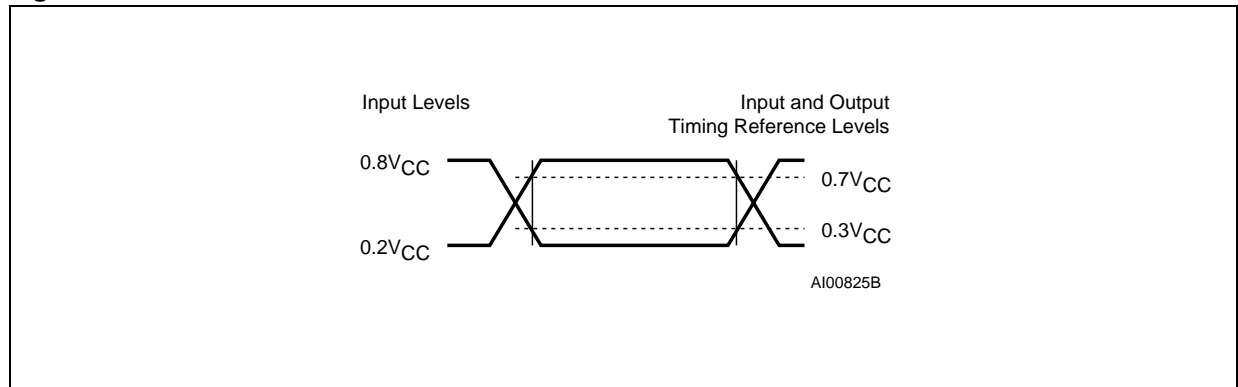 Input Levels
Input and Output
Timing Reference Levels
0.8VCC
0.7VCC
0.3VCC
0.2VCC
AI00825B